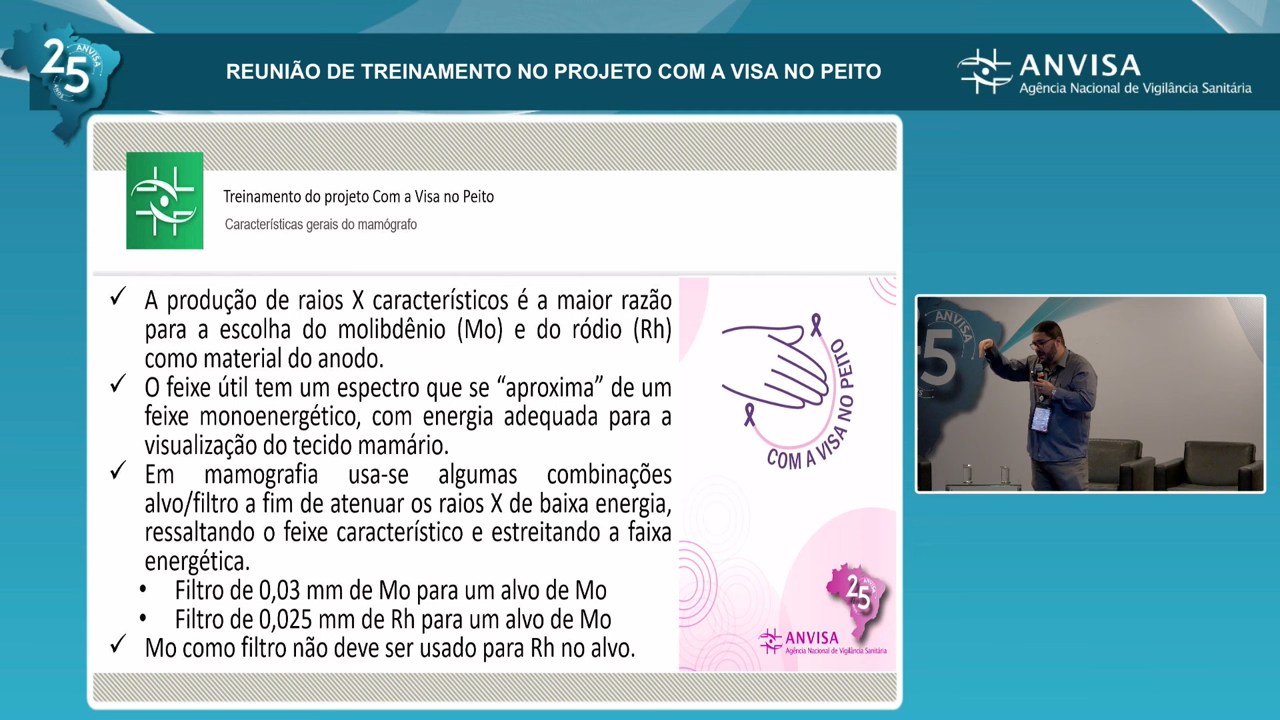 25
ANVISA
ANOS
REUNIÃO DE TREINAMENTO NO PROJETO COM A VISA NO PEITO
ANVISA
Agência Nacional de Vigilância Sanitária
Treinamento do projeto Com a Visa no Peito
Características gerais do mamógrafo
✓ A produção de raios X característicos é a maior razão
para a escolha do molibdênio (Mo) e do ródio (Rh)
como material do anodo.
✓ O feixe útil tem um espectro que se “aproxima” de um
feixe monoenergético, com energia adequada para a
visualização do tecido mamário.
✓ Em mamografia usa-se algumas combinações
alvo/filtro a fim de atenuar os raios X de baixa energia,
ressaltando o feixe característico e estreitando a faixa
energética.
• Filtro de 0,03 mm de Mo para um alvo de Mo
• Filtro de 0,025 mm de Rh para um alvo de Mo
✓ Mo como filtro não deve ser usado para Rh no alvo.
COM A VISA NO PEITO
25
ANVISA
Agência Nacional de Vigilância Sanitária
ANVISA
5